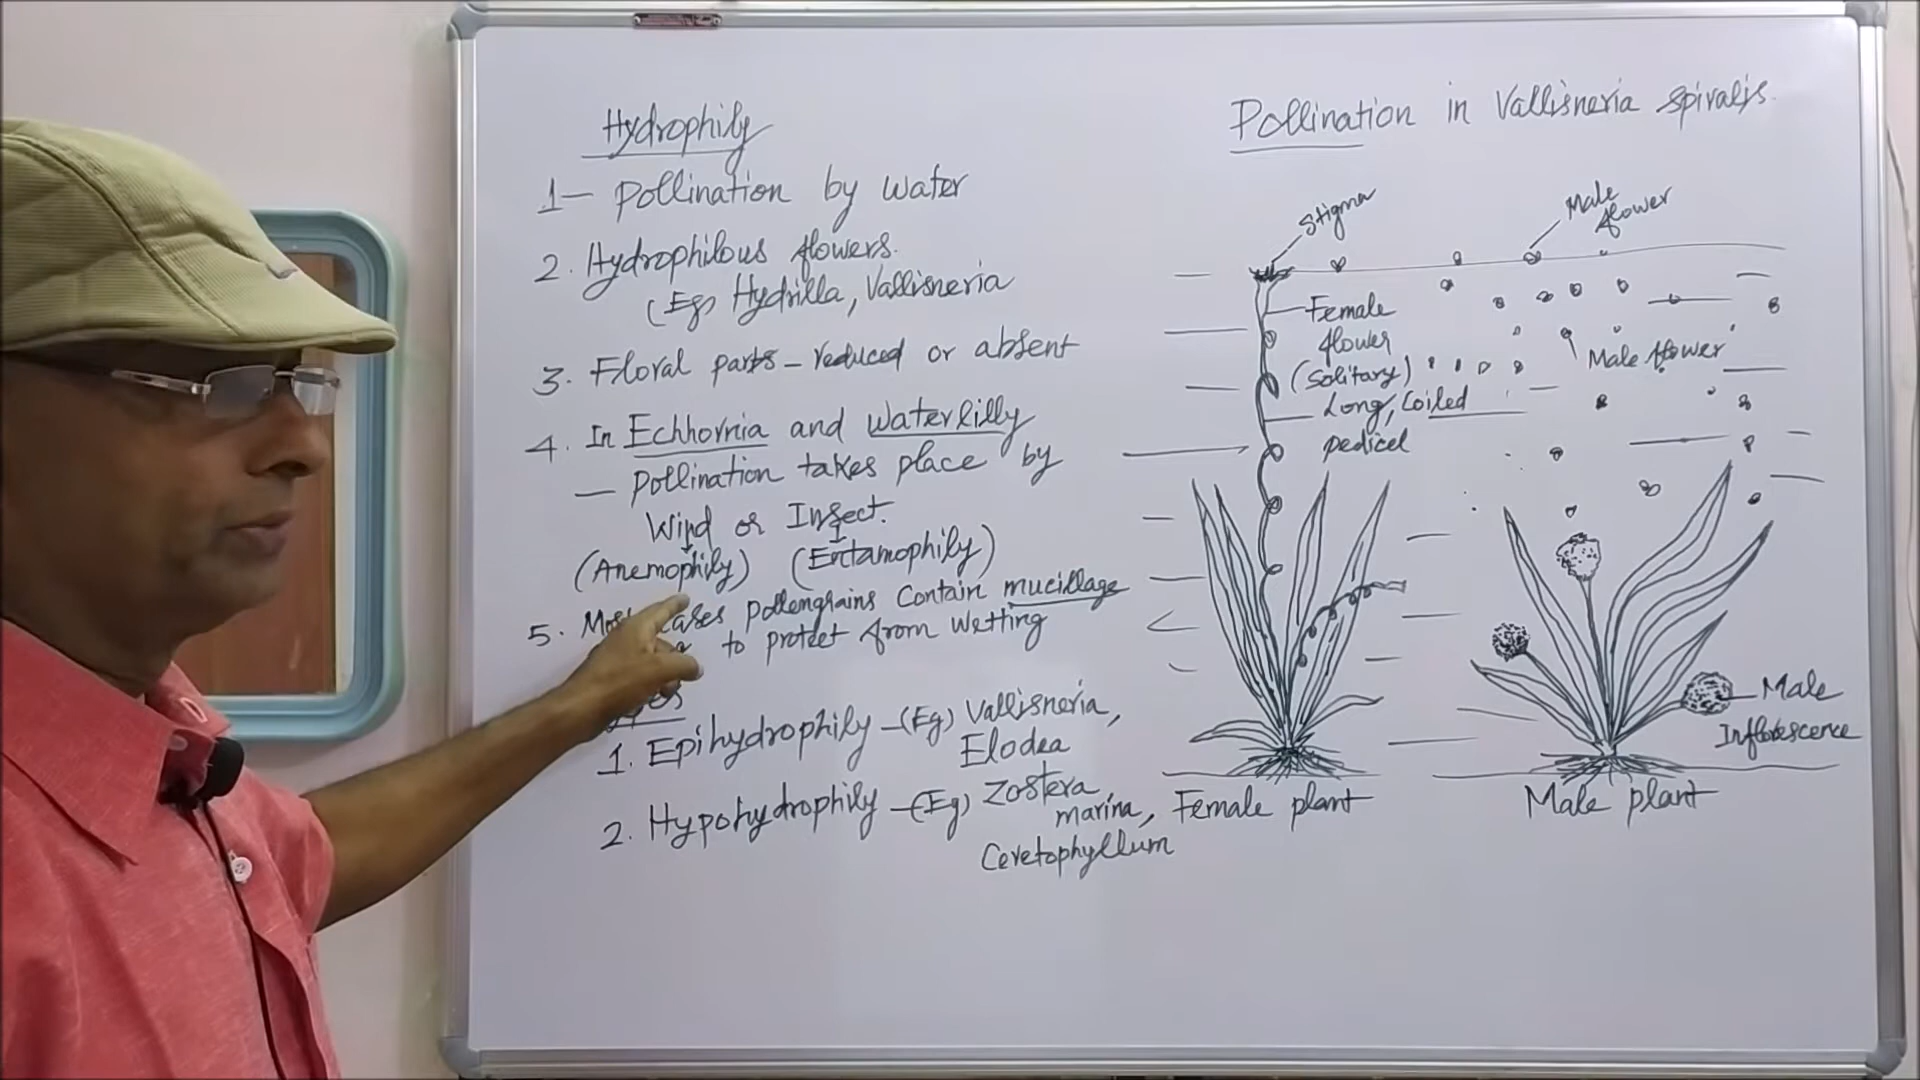 Hydrophily
1- Pollination by Water
2. Hydrophilous flowers.
(Eg) Hydrilla, Vallisneria
3. Floral parts - reduced or absent
4. In Echhornia and Waterlilly
- Pollination takes place by
Wind or Insect.
(Anemophily) (Entamophily)
5. Most cases pollengrains contain mucillage
to protect from wetting
1. Epihydrophily - (Eg) Vallisneria,
Elodea
2. Hypohydrophily - (Eg) Zostera
marina,
Ceretophyllum
Pollination in Vallisneria spiralis.
Stigma
Male
flower
Female
flower
(Solitary)
Male flower
Long, Coiled
pedicel
Male
Inflorescence
Female plant
Male plant